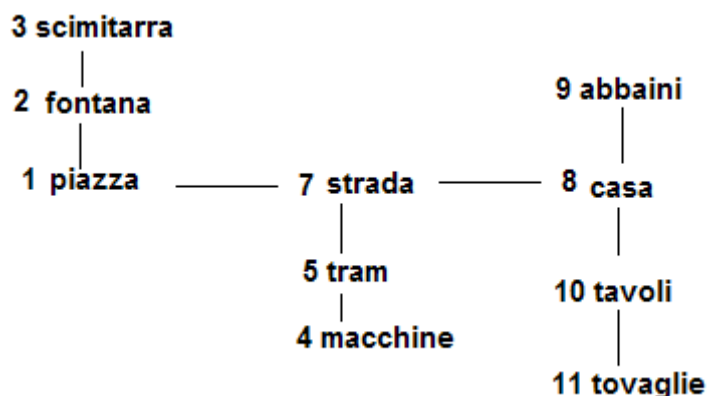 3 scimitarra
2 fontana
9 abbaini
1 piazza
7 strada
8 casa
5 tram
10 tavoli
4 macchine
11 tovaglie